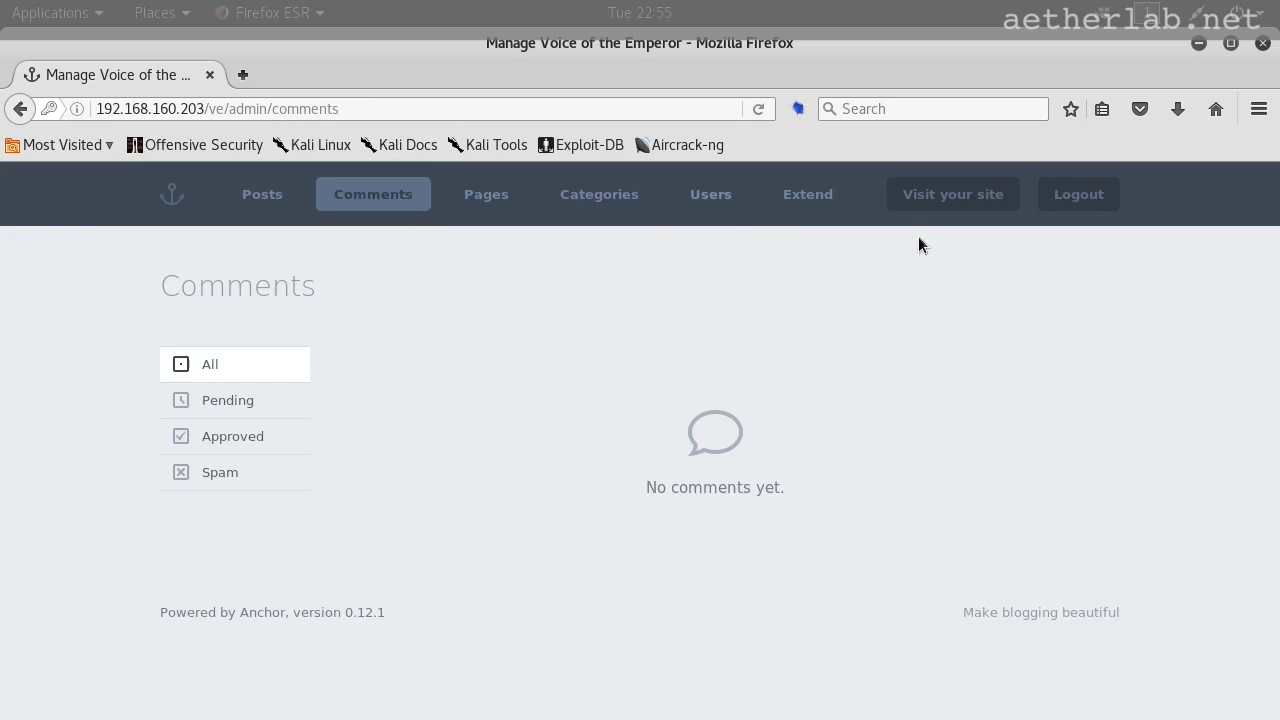 Applications Places Firefox ESR Tue 22:55
aetherlab.net
Manage Voice of the Emperor - Mozilla Firefox
Manage Voice of the ...
192.168.160.203/ve/admin/comments Search
Most Visited Offensive Security Kali Linux Kali Docs Kali Tools Exploit-DB Aircrack-ng
Posts Comments Pages Categories Users Extend Visit your site Logout
Comments
All
Pending
Approved
Spam
No comments yet.
Powered by Anchor, version 0.12.1 Make blogging beautiful